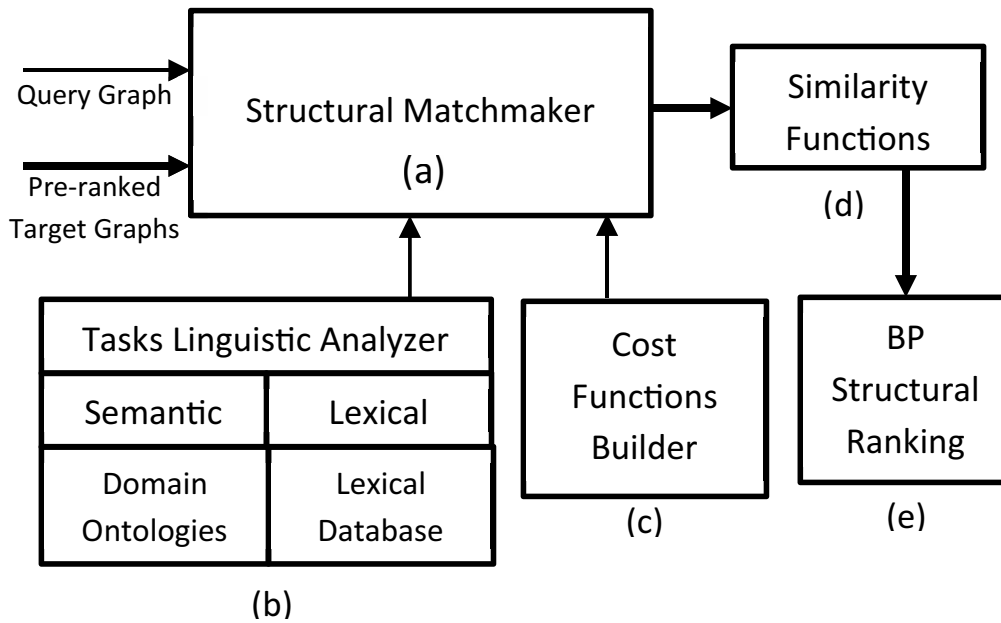 Query Graph
Pre-ranked
Target Graphs
Structural Matchmaker
(a)
Similarity
Functions
(d)
Tasks Linguistic Analyzer
Semantic
Lexical
Domain
Ontologies
Lexical
Database
(b)
Cost
Functions
Builder
(c)
BP
Structural
Ranking
(e)